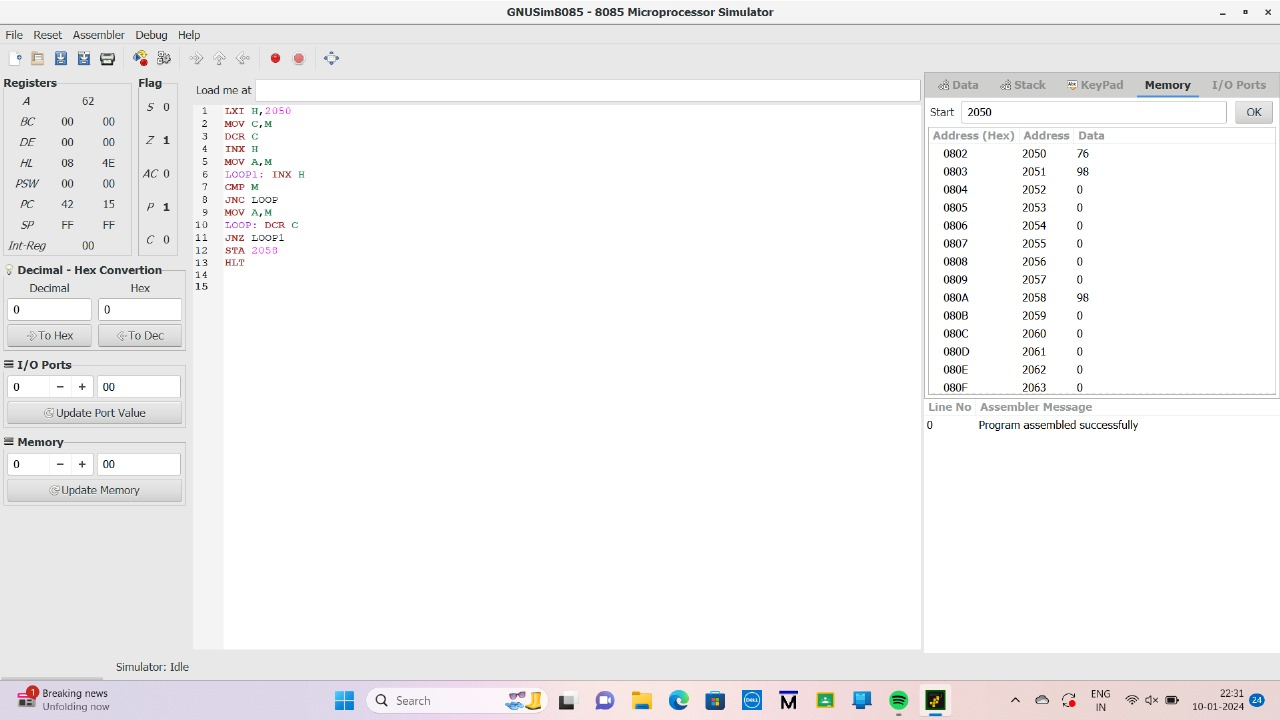 GNUSim8085 - 8085 Microprocessor Simulator
File Reset Assembler Debug Help
Registers
A 62
BC 00 00
DE 00 00
HL 08 4E
PSW 00 00
PC 42 15
SP FF FF
Int-Reg 00
Flag
S 0
Z 1
AC 0
P 1
C 0
Decimal - Hex Convertion
Decimal Hex
0 0
To Hex To Dec
I/O Ports
0 − + 00
Update Port Value
Memory
0 − + 00
Update Memory
Load me at
1 LXI H,2050
2 MOV C,M
3 DCR C
4 INX H
5 MOV A,M
6 LOOP1: INX H
7 CMP M
8 JNC LOOP
9 MOV A,M
10 LOOP: DCR C
11 JNZ LOOP1
12 STA 2058
13 HLT
14
15
Data Stack KeyPad Memory I/O Ports
Start 2050 OK
Address (Hex) Address Data
0802 2050 76
0803 2051 98
0804 2052 0
0805 2053 0
0806 2054 0
0807 2055 0
0808 2056 0
0809 2057 0
080A 2058 98
080B 2059 0
080C 2060 0
080D 2061 0
080E 2062 0
080F 2063 0
Line No Assembler Message
0 Program assembled successfully
Simulator: Idle
1 Breaking news
Unfolding now
Search
DELL
ENG
IN
22:31
10-01-2024
24